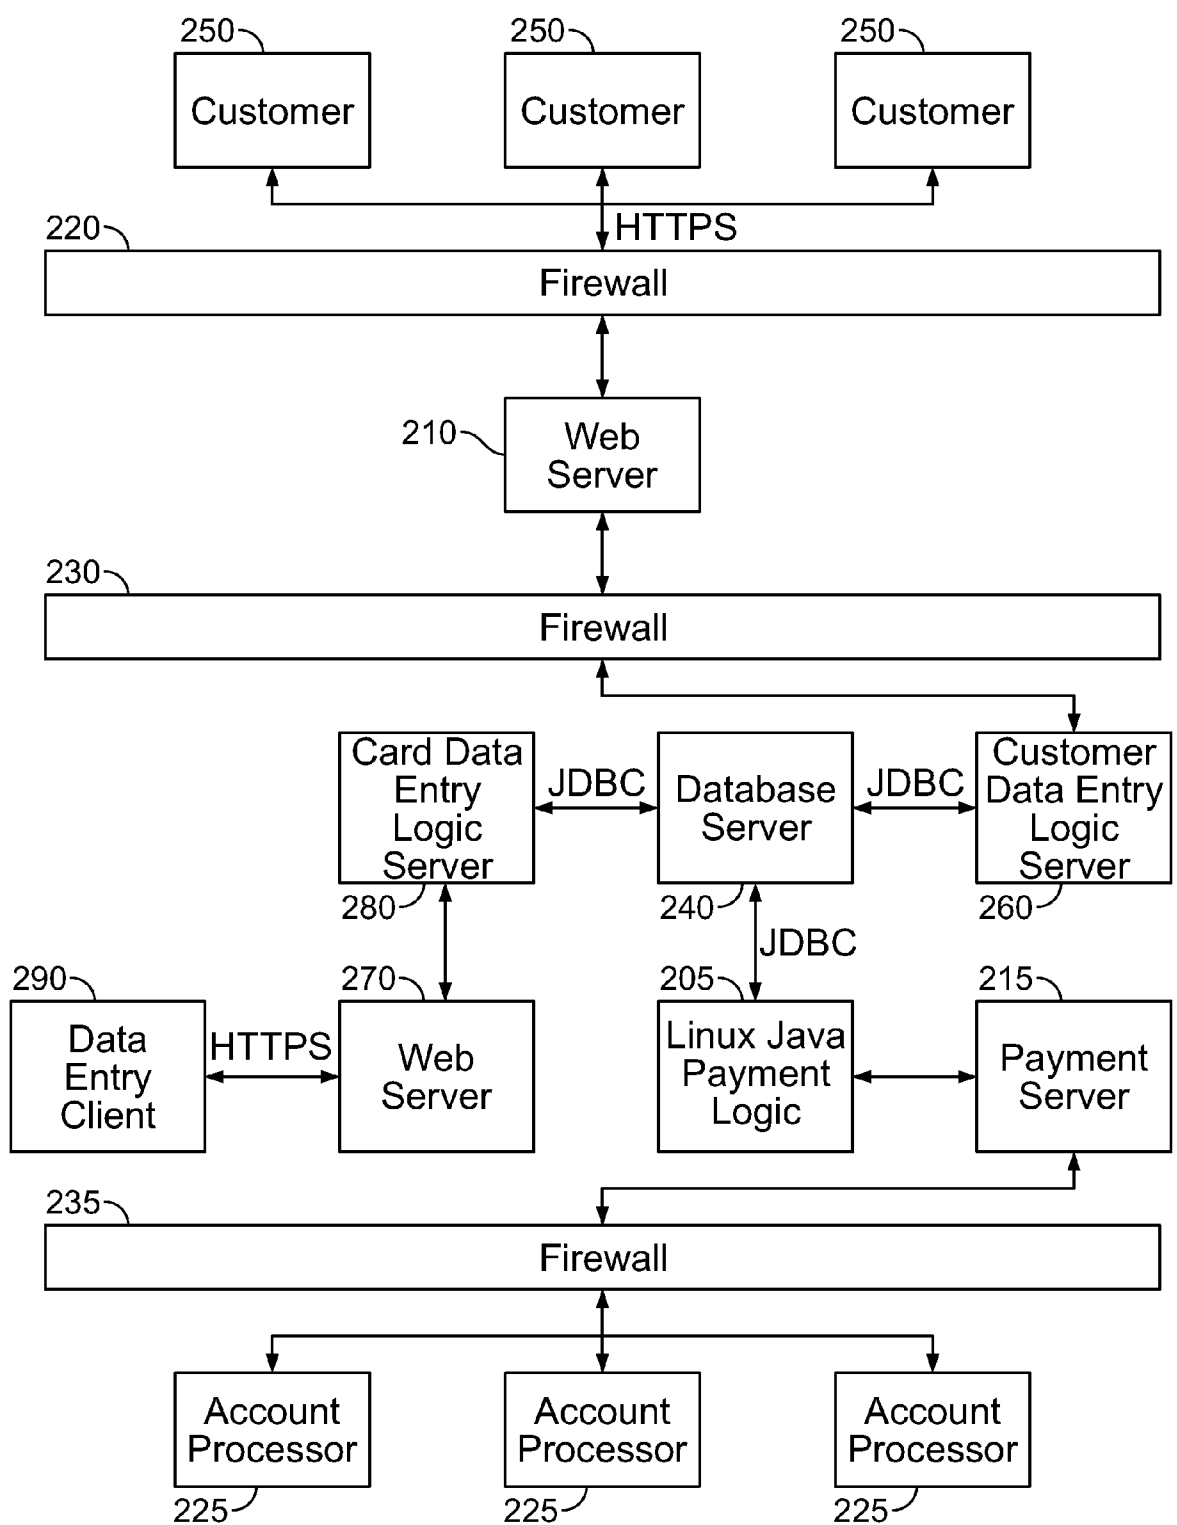 250
250
250
Customer
Customer
Customer
220
HTTPS
Firewall
210
Web
Server
230
Firewall
Card Data
Entry
Logic
Server
JDBC
Database
Server
JDBC
Customer
Data Entry
Logic
Server
280
240
260
JDBC
290
270
205
215
Data
Entry
Client
HTTPS
Web
Server
Linux Java
Payment
Logic
Payment
Server
235
Firewall
Account
Processor
Account
Processor
Account
Processor
225
225
225